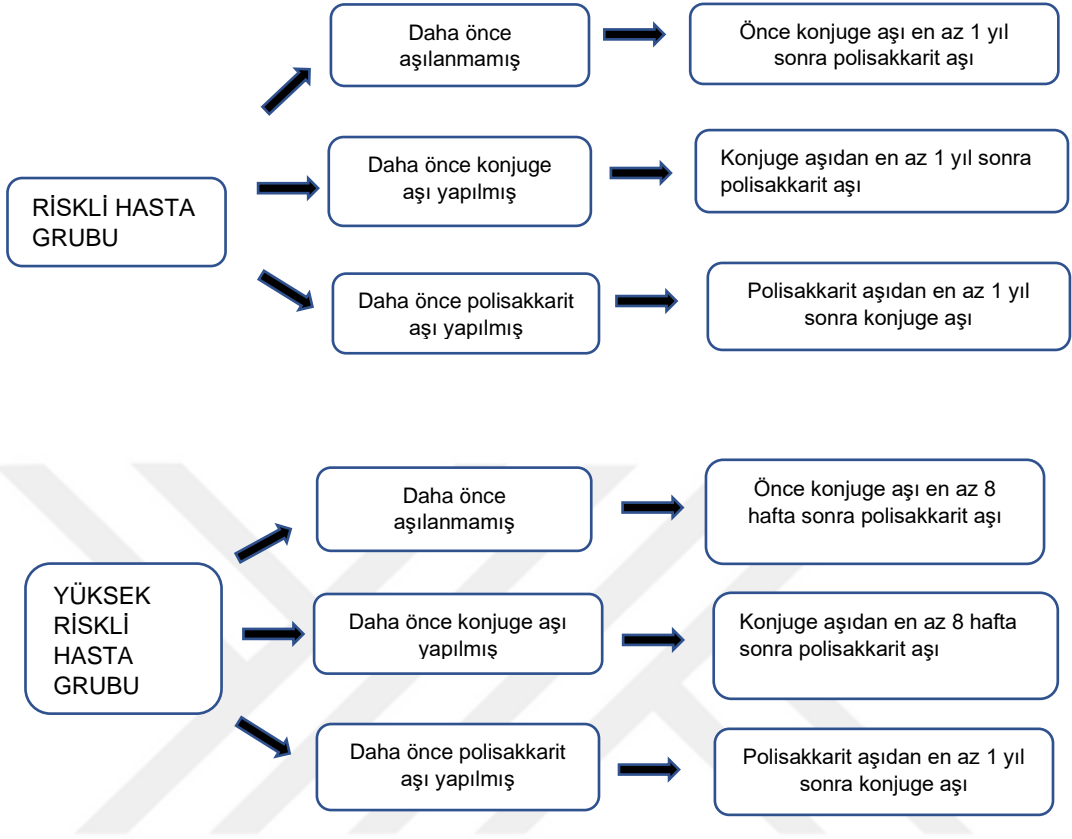 RİSKLİ HASTA
GRUBU
Daha önce
aşılanmamış
Önce konjuge aşı en az 1 yıl
sonra polisakkarit aşı
Daha önce konjuge
aşı yapılmış
Konjuge aşıdan en az 1 yıl sonra
polisakkarit aşı
Daha önce polisakkarit
aşı yapılmış
Polisakkarit aşıdan en az 1 yıl
sonra konjuge aşı
YÜKSEK
RİSKLİ
HASTA
GRUBU
Daha önce
aşılanmamış
Önce konjuge aşı en az 8
hafta sonra polisakkarit aşı
Daha önce konjuge aşı
yapılmış
Konjuge aşıdan en az 8 hafta
sonra polisakkarit aşı
Daha önce polisakkarit
aşı yapılmış
Polisakkarit aşıdan en az 1 yıl
sonra konjuge aşı